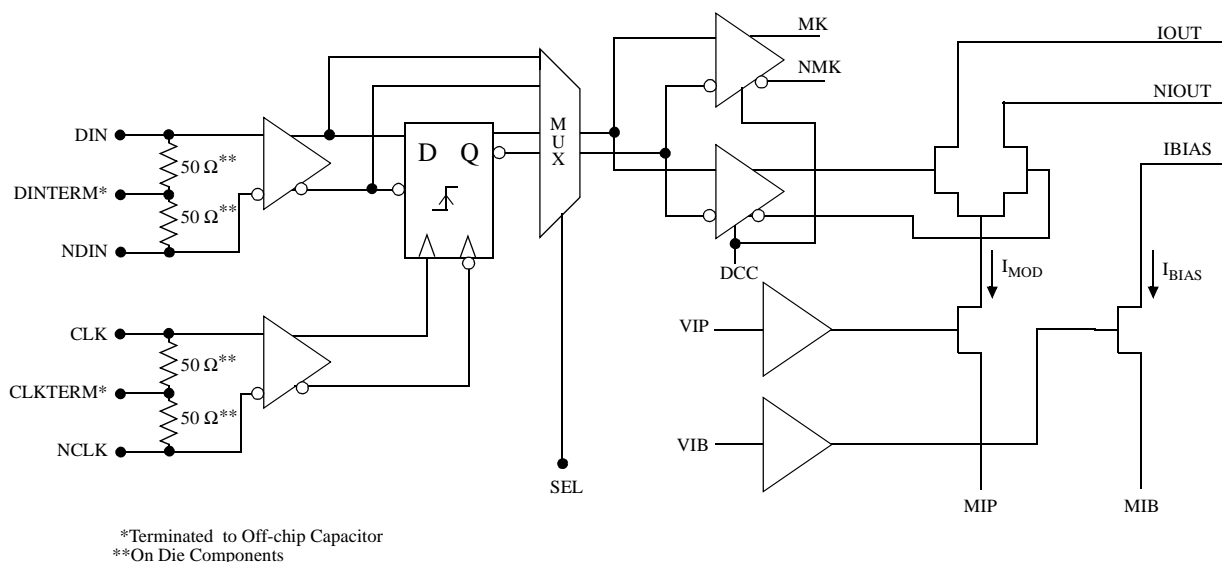 MK
IOUT
NMK
NIOUT
DIN
50 Ω**
D Q
MUX
IBIAS
DINTERM*
50 Ω**
NDIN
DCC
IMOD
IBIAS
CLK
VIP
50 Ω**
CLKTERM*
50 Ω**
NCLK
VIB
SEL
MIP
MIB
*Terminated to Off-chip Capacitor
**On Die Components